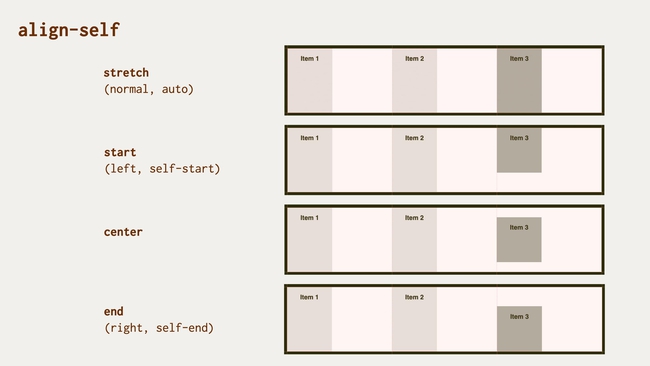 align-self
stretch
(normal, auto)
Item 1 Item 2 Item 3
start
(left, self-start)
Item 1 Item 2 Item 3
center
Item 1 Item 2 Item 3
end
(right, self-end)
Item 1 Item 2 Item 3